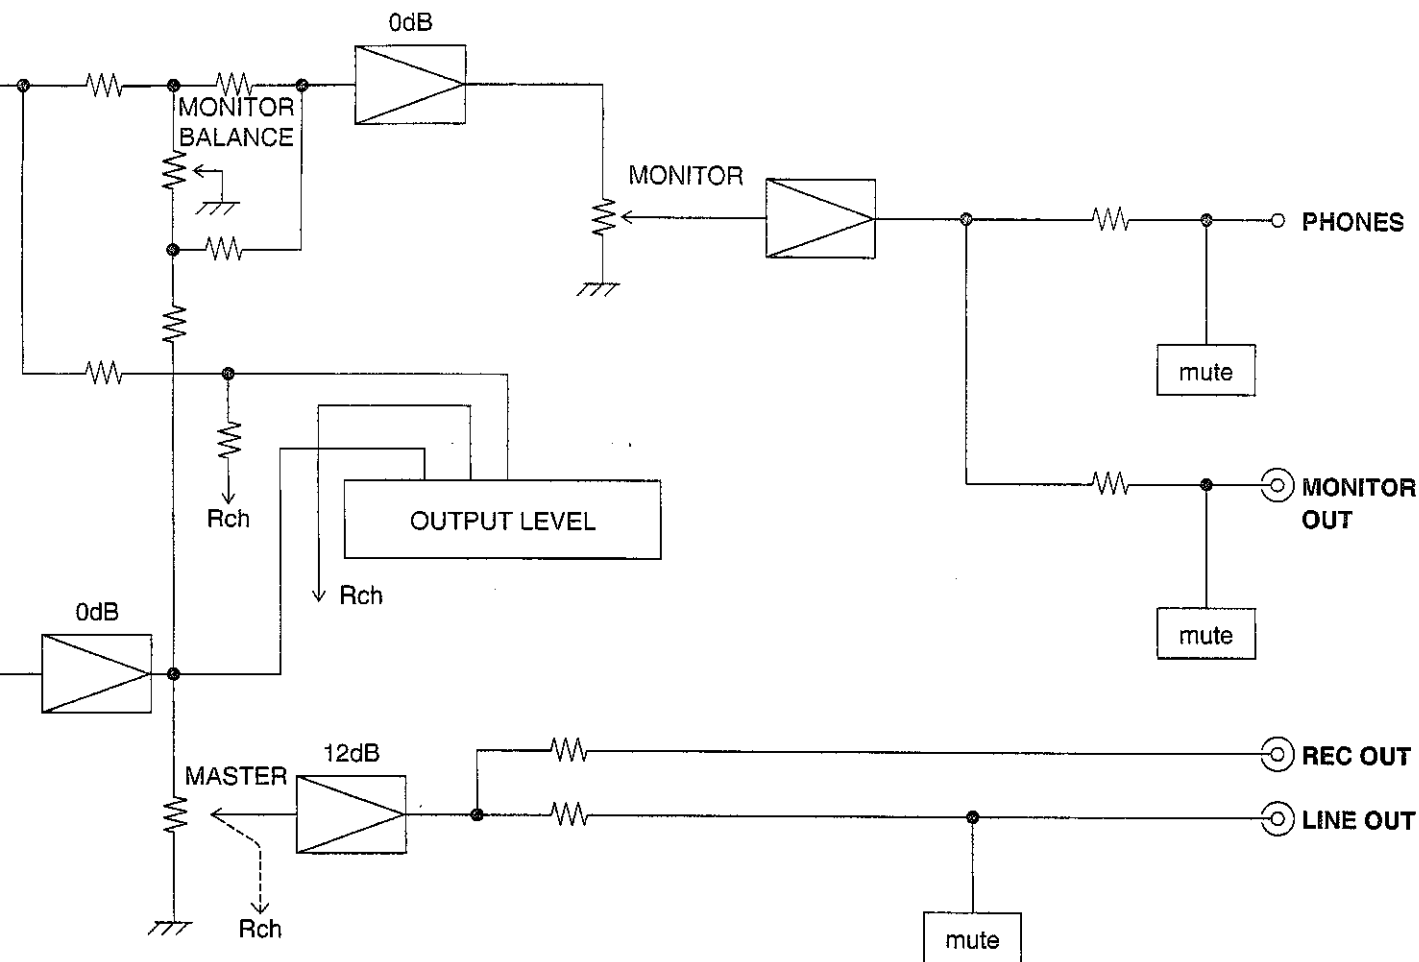 0dB
MONITOR
BALANCE
MONITOR
PHONES
mute
Rch
OUTPUT LEVEL
MONITOR
OUT
Rch
0dB
mute
12dB
MASTER
REC OUT
LINE OUT
Rch
mute